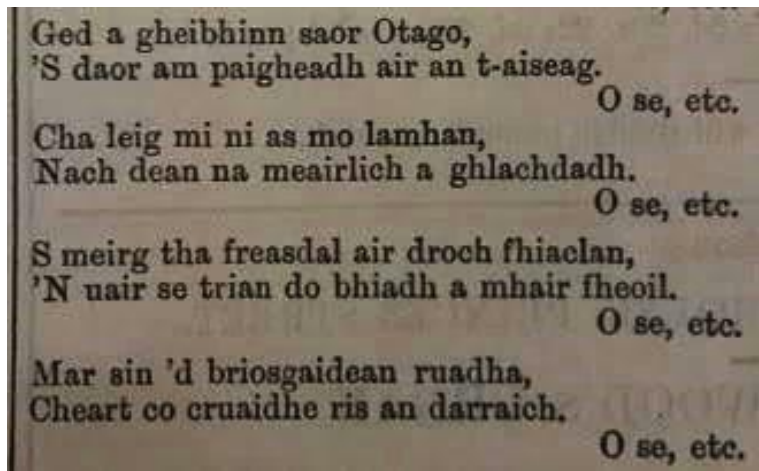 Ged a gheibhinn saor Otago,
'S daor am paigheadh air an t-aiseag.
O se, etc.
Cha leig mi ni as mo lamhan,
Nach dean na meairlich a ghlachdadh.
O se, etc.
S meirg tha freasdal air droch fhiaclan,
'N uair se trian do bhiadh a mhair fheoil.
O se, etc.
Mar sin 'd briosgaidean ruadha,
Cheart co cruaidhe ris an darraich.
O se, etc.